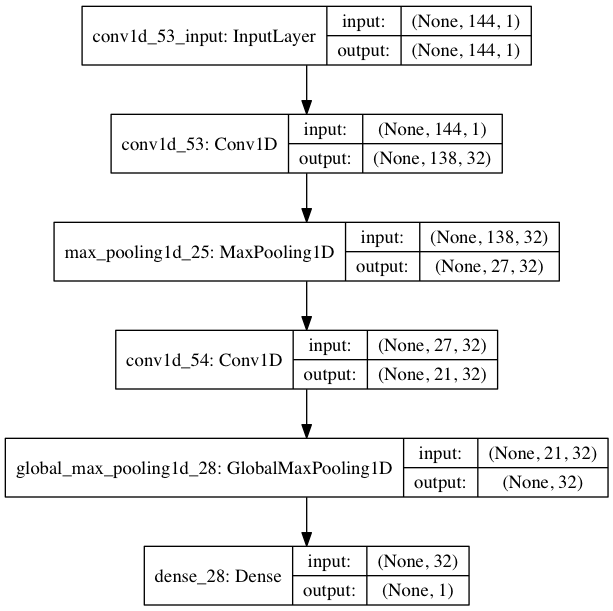 conv1d_53_input: InputLayer
input: (None, 144, 1)
output: (None, 144, 1)
conv1d_53: Conv1D
input: (None, 144, 1)
output: (None, 138, 32)
max_pooling1d_25: MaxPooling1D
input: (None, 138, 32)
output: (None, 27, 32)
conv1d_54: Conv1D
input: (None, 27, 32)
output: (None, 21, 32)
global_max_pooling1d_28: GlobalMaxPooling1D
input: (None, 21, 32)
output: (None, 32)
dense_28: Dense
input: (None, 32)
output: (None, 1)